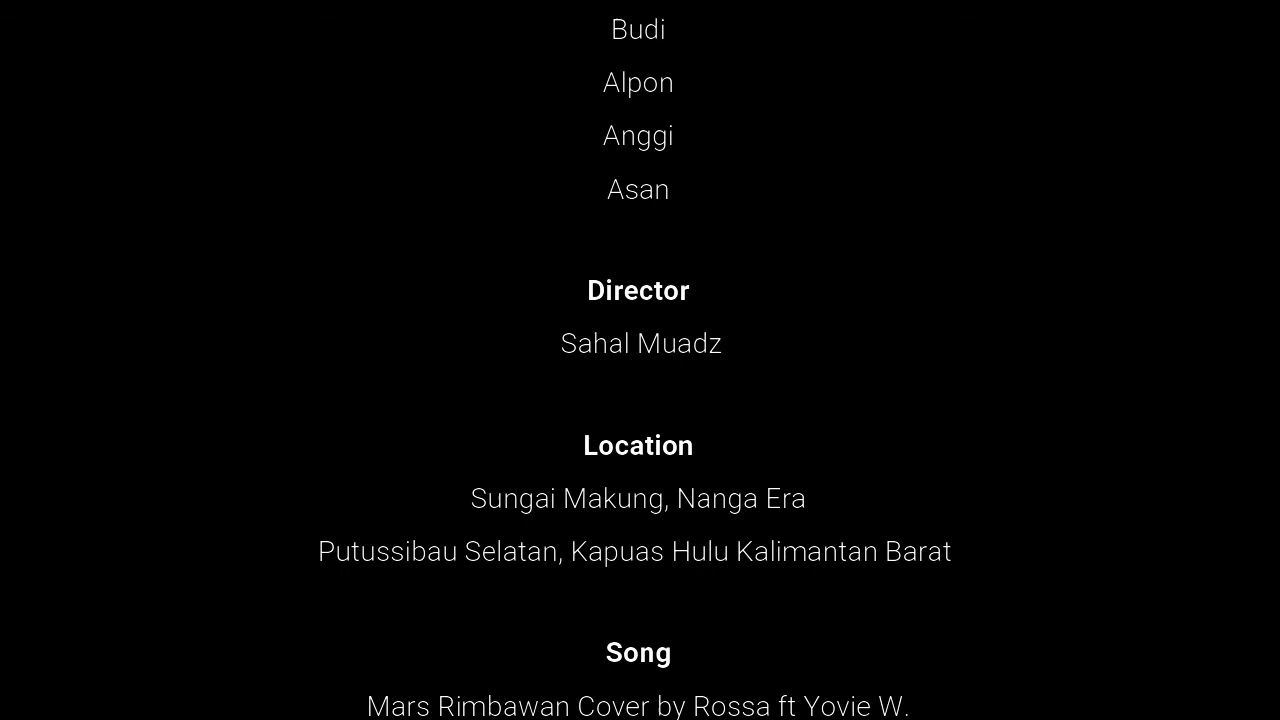 Budi
Alpon
Anggi
Asan
Director
Sahal Muadz
Location
Sungai Makung, Nanga Era
Putussibau Selatan, Kapuas Hulu Kalimantan Barat
Song
Mars Rimbawan Cover by Rossa ft Yovie W.